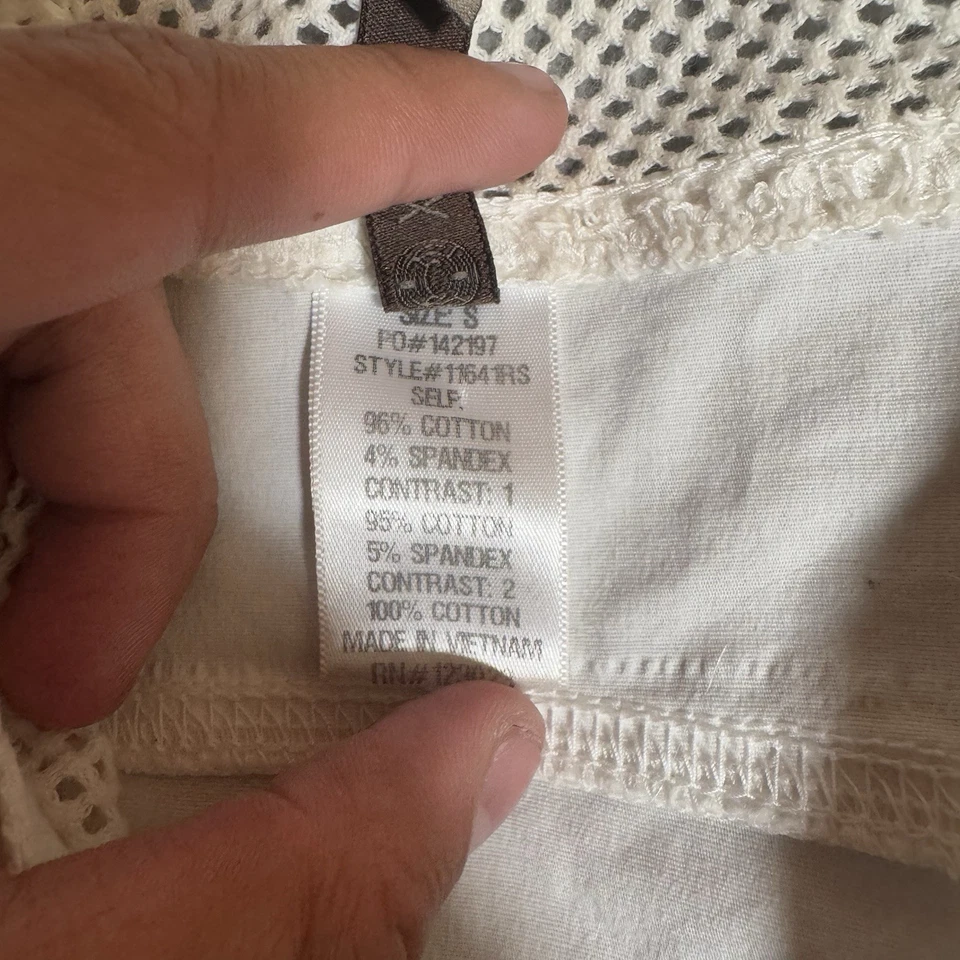 SIZE: S
PO#142197
STYLE#11641RS
SELF:
96% COTTON
4% SPANDEX
CONTRAST: 1
95% COTTON
5% SPANDEX
CONTRAST: 2
100% COTTON
MADE IN VIETNAM
RN#